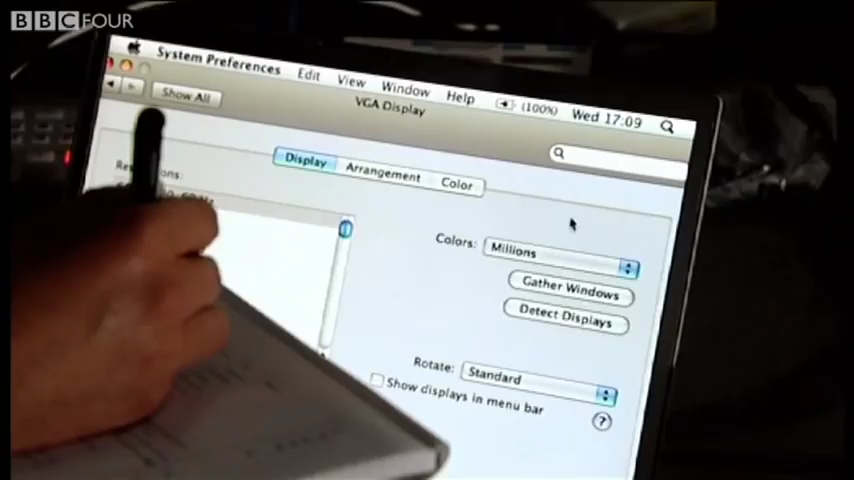 BBC FOUR
System Preferences Edit View Window Help (100%) Wed 17:09
Show All
VGA Display
Display Arrangement Color
Colors: Millions
Gather Windows
Detect Displays
Rotate: Standard
Show displays in menu bar
?